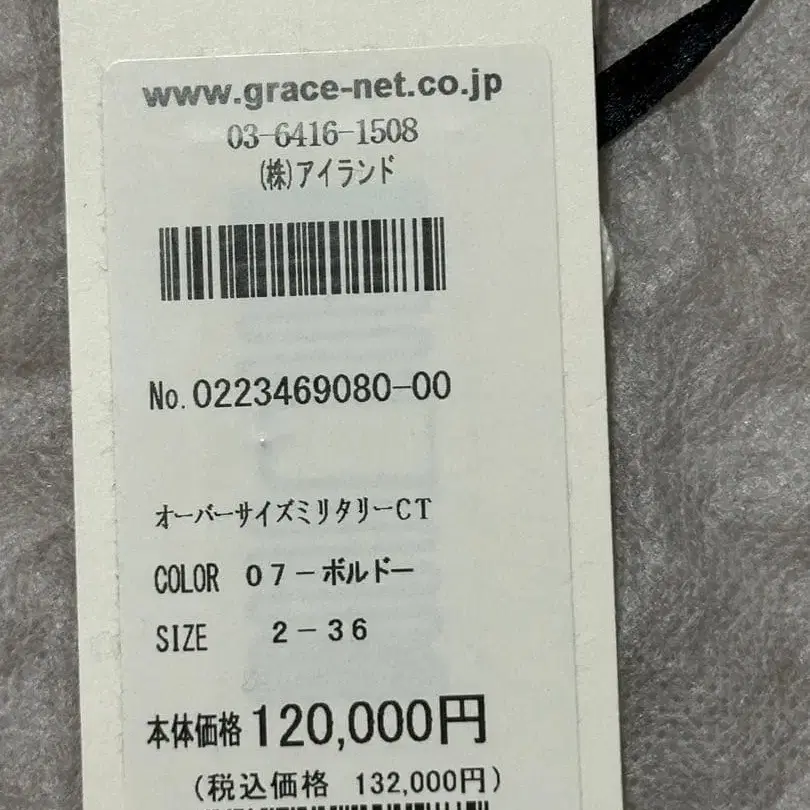 www.grace-net.co.jp
03-6416-1508
(株)アイランド
No.0223469080-00
オーバーサイズミリタリーCT
COLOR 07-ボルドー
SIZE 2-36
本体価格 120,000円
(税込価格 132,000円)